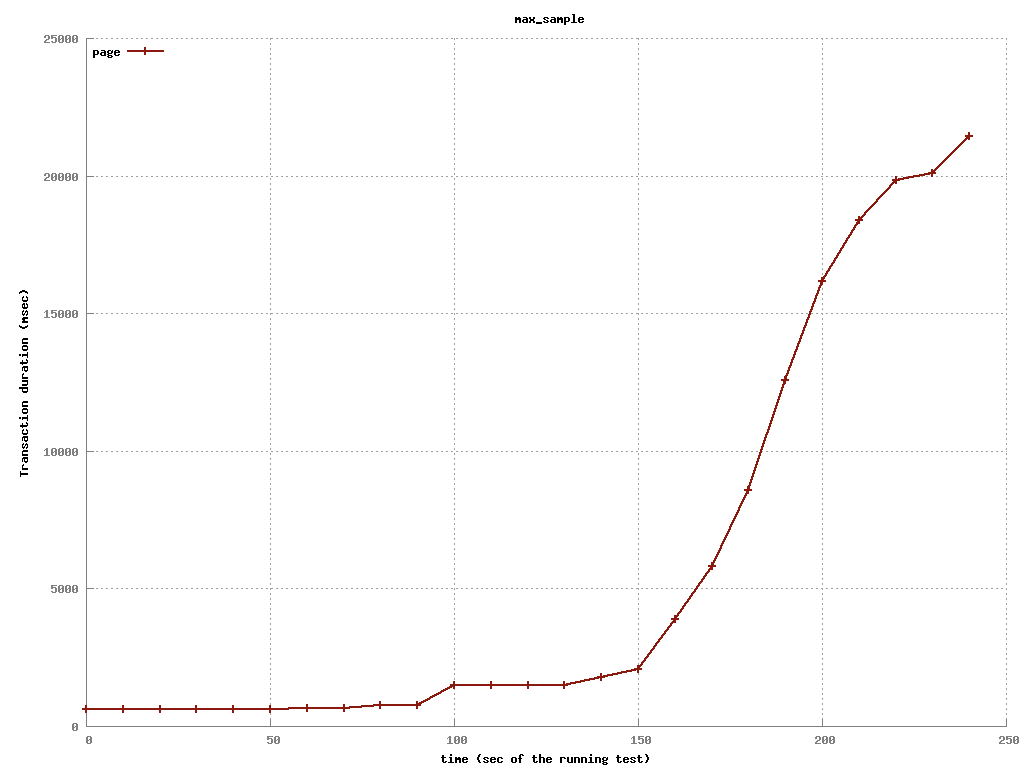 max_sample
25000
page
20000
15000
10000
5000
0
Transaction duration (msec)
0 50 100 150 200 250
time (sec of the running test)